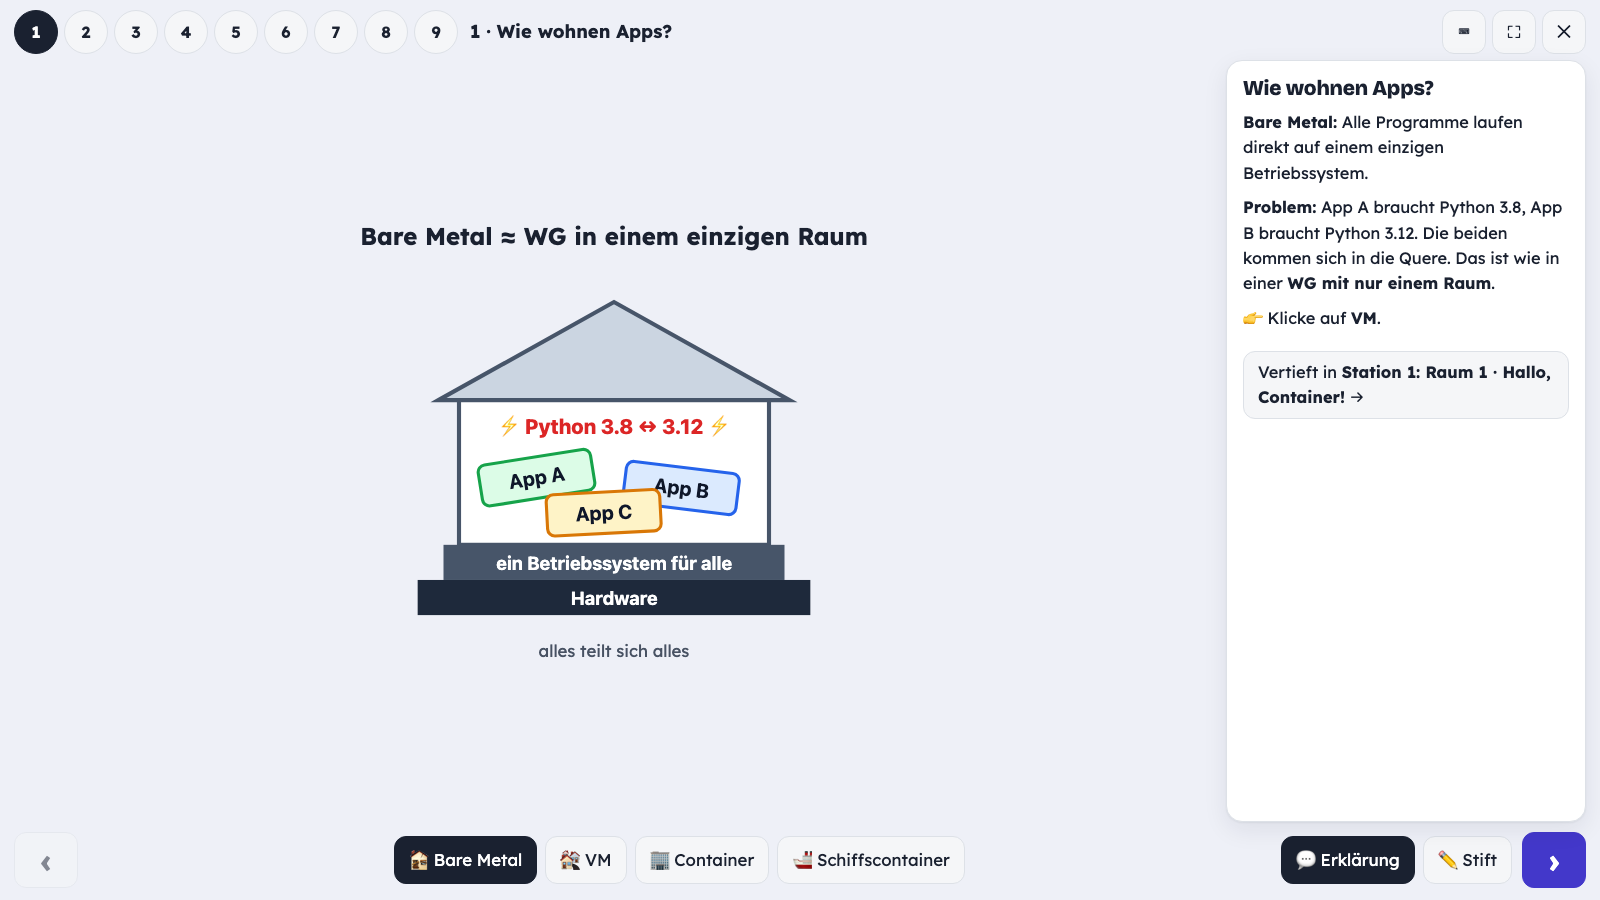 1 2 3 4 5 6 7 8 9 1 · Wie wohnen Apps?
Bare Metal ≈ WG in einem einzigen Raum
⚡ Python 3.8 ↔ 3.12 ⚡
App A
App B
App C
ein Betriebssystem für alle
Hardware
alles teilt sich alles
Wie wohnen Apps?
Bare Metal: Alle Programme laufen
direkt auf einem einzigen
Betriebssystem.
Problem: App A braucht Python 3.8, App
B braucht Python 3.12. Die beiden
kommen sich in die Quere. Das ist wie in
einer WG mit nur einem Raum.
👉 Klicke auf VM.
Vertieft in Station 1: Raum 1 · Hallo,
Container! →
‹
🏠 Bare Metal
🏘️ VM
🏢 Container
🚢 Schiffscontainer
💬 Erklärung
✏️ Stift
›